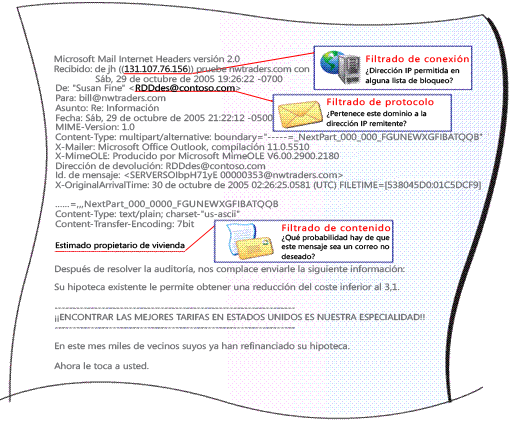 Microsoft Mail Internet Headers versión 2.0
Recibido: de jh ((131.107.76.156)) pruebe nwtraders.com con
Sáb, 29 de octubre de 2005 19:26:22 -0700
De: "Susan Fine" <RDDdes@contoso.com>
Para: bill@nwtraders.com
Asunto: Re: Información
Fecha: Sáb, 29 de octubre de 2005 21:22:12 -0500
MIME-Version: 1.0
Content-Type: multipart/alternative: boundary="-----=_NextPart_000_000_FGUNEWXGFIBATQQB"
X-Mailer: Microsoft Office Outlook, compilación 11.0.5510
X-MimeOLE: Producido por Microsoft MimeOLE V6.00.2900.2180
Dirección de devolución: RDDdes@contoso.com
Id. de mensaje: <SERVERSOIbpH71yE 00000353@nwtraders.com>
X-OriginalArrivalTime: 30 de octubre de 2005 02:26:25.0581 (UTC) FILETIME=[538045D0:01C5DCF9]
......=,,,NextPart_000_0000_FGUNEWXGFIBATQQB
Content-Type: text/plain; charset-"us-ascii"
Content-Transfer-Encoding: 7bit
Estimado propietario de vivienda
Filtrado de conexión
¿Dirección IP permitida en
alguna lista de bloqueo?
Filtrado de protocolo
¿Pertenece este dominio a la
dirección IP remitente?
Filtrado de contenido
¿Qué probabilidad hay de que
este mensaje sea un correo no
deseado?
Después de resolver la auditoría, nos complace enviarle la siguiente información:
Su hipoteca existente le permite obtener una reducción del coste inferior al 3,1.
¡¡ENCONTRAR LAS MEJORES TARIFAS EN ESTADOS UNIDOS ES NUESTRA ESPECIALIDAD!!
En este mes miles de vecinos suyos ya han refinanciado su hipoteca.
Ahora le toca a usted.